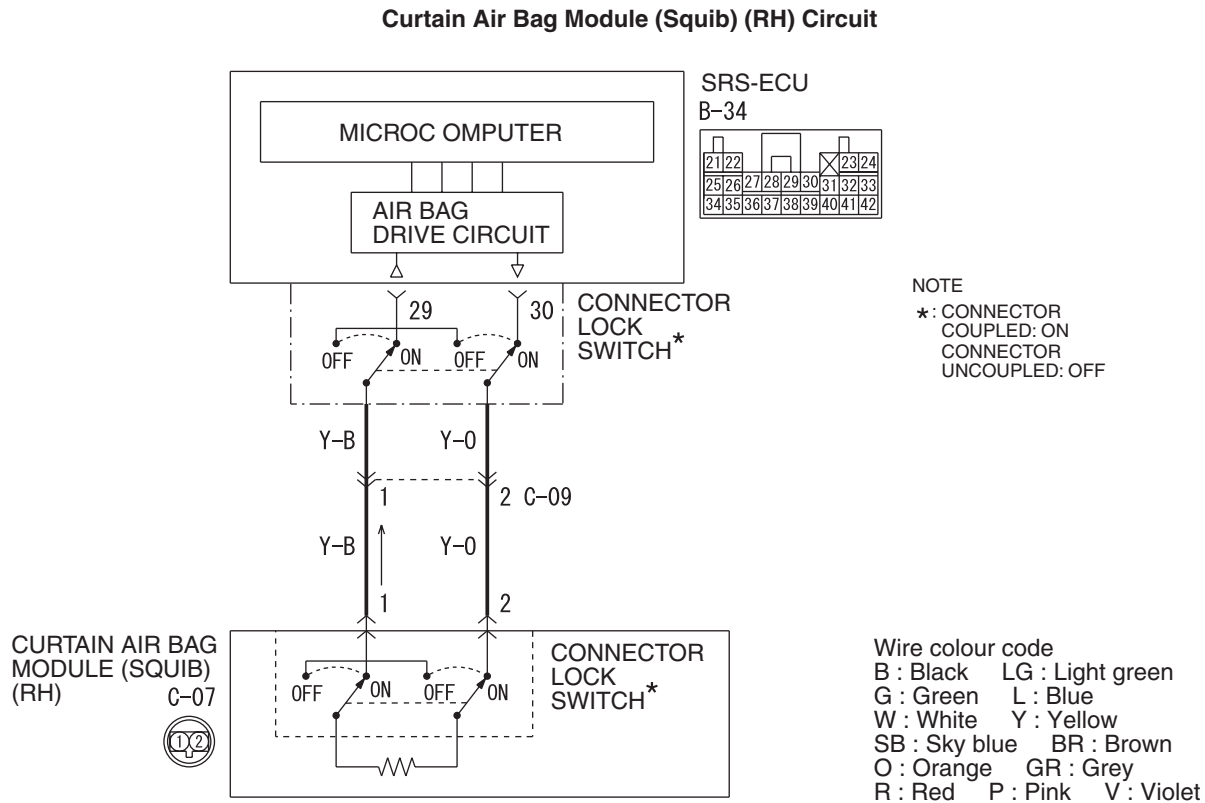 Curtain Air Bag Module (Squib) (RH) Circuit
SRS-ECU
B-34
MICROC OMPUTER
21 22 23 24
25 26 27 28 29 30 31 32 33
34 35 36 37 38 39 40 41 42
AIR BAG
DRIVE CIRCUIT
29 30
CONNECTOR
LOCK
SWITCH*
OFF ON OFF ON
NOTE
*: CONNECTOR
COUPLED: ON
CONNECTOR
UNCOUPLED: OFF
Y-B Y-O
1 2 C-09
Y-B Y-O
1 2
CURTAIN AIR BAG
MODULE (SQUIB)
(RH) C-07
1 2
CONNECTOR
LOCK
SWITCH*
OFF ON OFF ON
Wire colour code
B : Black LG : Light green
G : Green L : Blue
W : White Y : Yellow
SB : Sky blue BR : Brown
O : Orange GR : Grey
R : Red P : Pink V : Violet